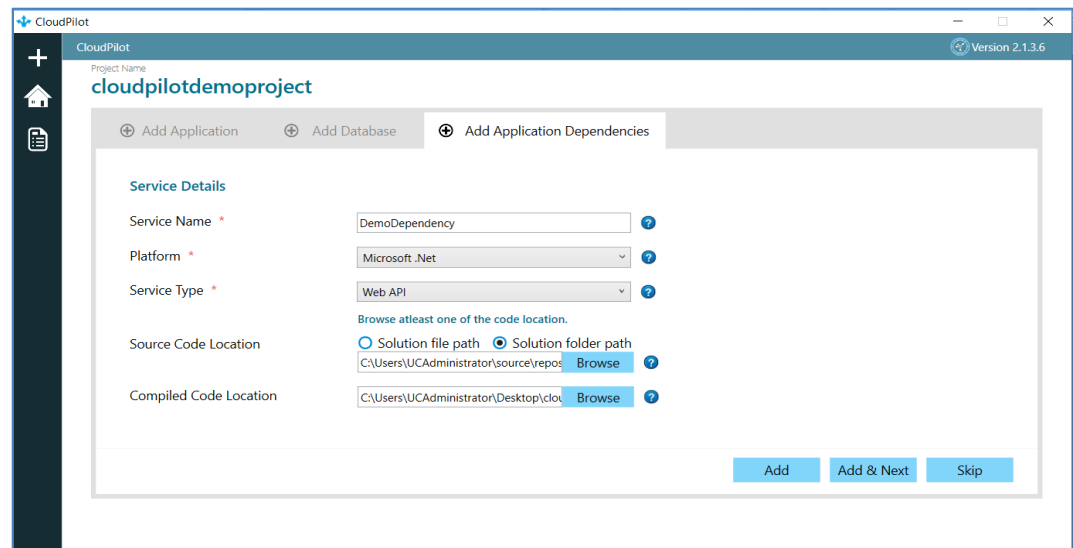 CloudPilot
CloudPilot
Version 2.1.3.6
Project Name
cloudpilotdemoproject
Add Application Add Database Add Application Dependencies
Service Details
Service Name * DemoDependency ?
Platform * Microsoft .Net ?
Service Type * Web API ?
Browse atleast one of the code location.
Source Code Location Solution file path Solution folder path
C:\Users\UCAdministrator\source\repos Browse ?
Compiled Code Location C:\Users\UCAdministrator\Desktop\clou Browse ?
Add Add & Next Skip